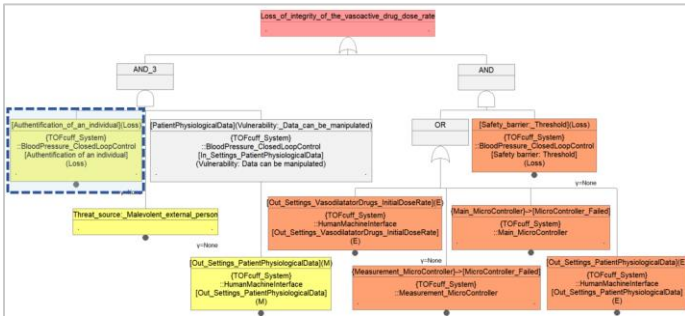 Loss_of_integrity_of_the_vasoactive_drug_dose_rate
AND_3
AND
[Authentification_of_an_individual](Loss)
{TOFcuff_System}
::BloodPressure_ClosedLoopControl
[Authentification of an individual]
(Loss)
[PatientPhysiologicalData](Vulnerability:_Data_can_be_manipulated)
{TOFcuff_System}
::BloodPressure_ClosedLoopControl
[In_Settings_PatientPhysiologicalData]
(Vulnerability: Data can be manipulated)
OR
[Safety_barrier:_Threshold](Loss)
{TOFcuff_System}
::BloodPressure_ClosedLoopControl
[Safety barrier: Threshold]
(Loss)
γ=None
γ=None
Threat_source:_Malevolent_external_person
[Out_Settings_VasodilatatorDrugs_InitialDoseRate](E)
{TOFcuff_System}
::HumanMachineInterface
[Out_Settings_VasodilatatorDrugs_InitialDoseRate]
(E)
{Main_MicroController}->[MicroController_Failed]
{TOFcuff_System}
::Main_MicroController
γ=None
γ=None
γ=None
[Out_Settings_PatientPhysiologicalData](M)
{TOFcuff_System}
::HumanMachineInterface
[Out_Settings_PatientPhysiologicalData]
(M)
{Measurement_MicroController}->[MicroController_Failed]
{TOFcuff_System}
::Measurement_MicroController
[Out_Settings_PatientPhysiologicalData](E)
{TOFcuff_System}
::HumanMachineInterface
[Out_Settings_PatientPhysiologicalData]
(E)